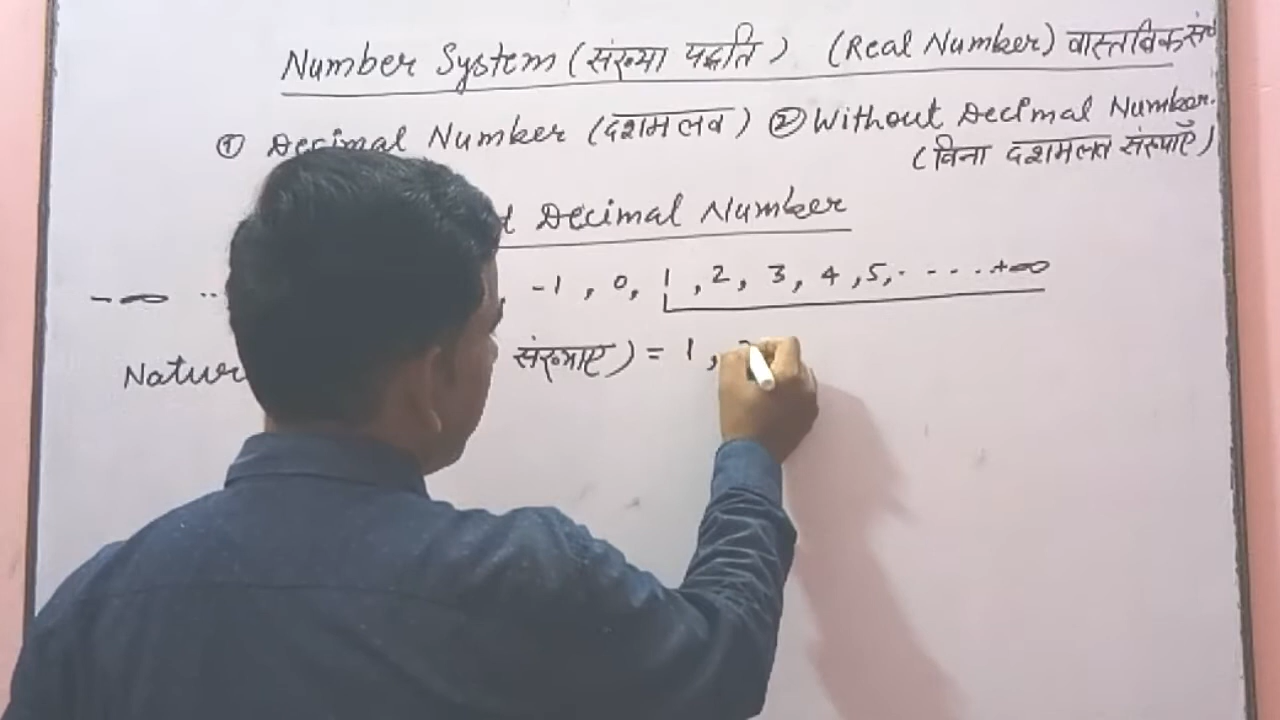 Number System (संख्या पद्धति) (Real Number) वास्तविक
① Decimal Number (दशमलव) ② Without Decimal Number.
(विना दशमलव संख्याएँ)
Decimal Number
-∞ .. , -1 , 0, 1 , 2, 3, 4 ,5, . - - . . +∞
संख्याए) = 1 ,